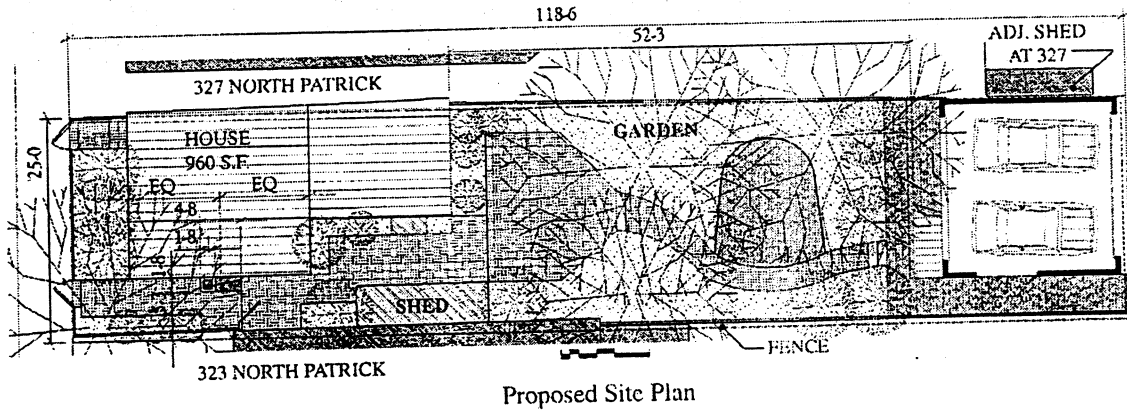 118-6
52-3
ADJ. SHED
AT 327
327 NORTH PATRICK
25-0
HOUSE
960 S.F.
EQ EQ
4-8
1-8
GARDEN
SHED
FENCE
323 NORTH PATRICK
Proposed Site Plan